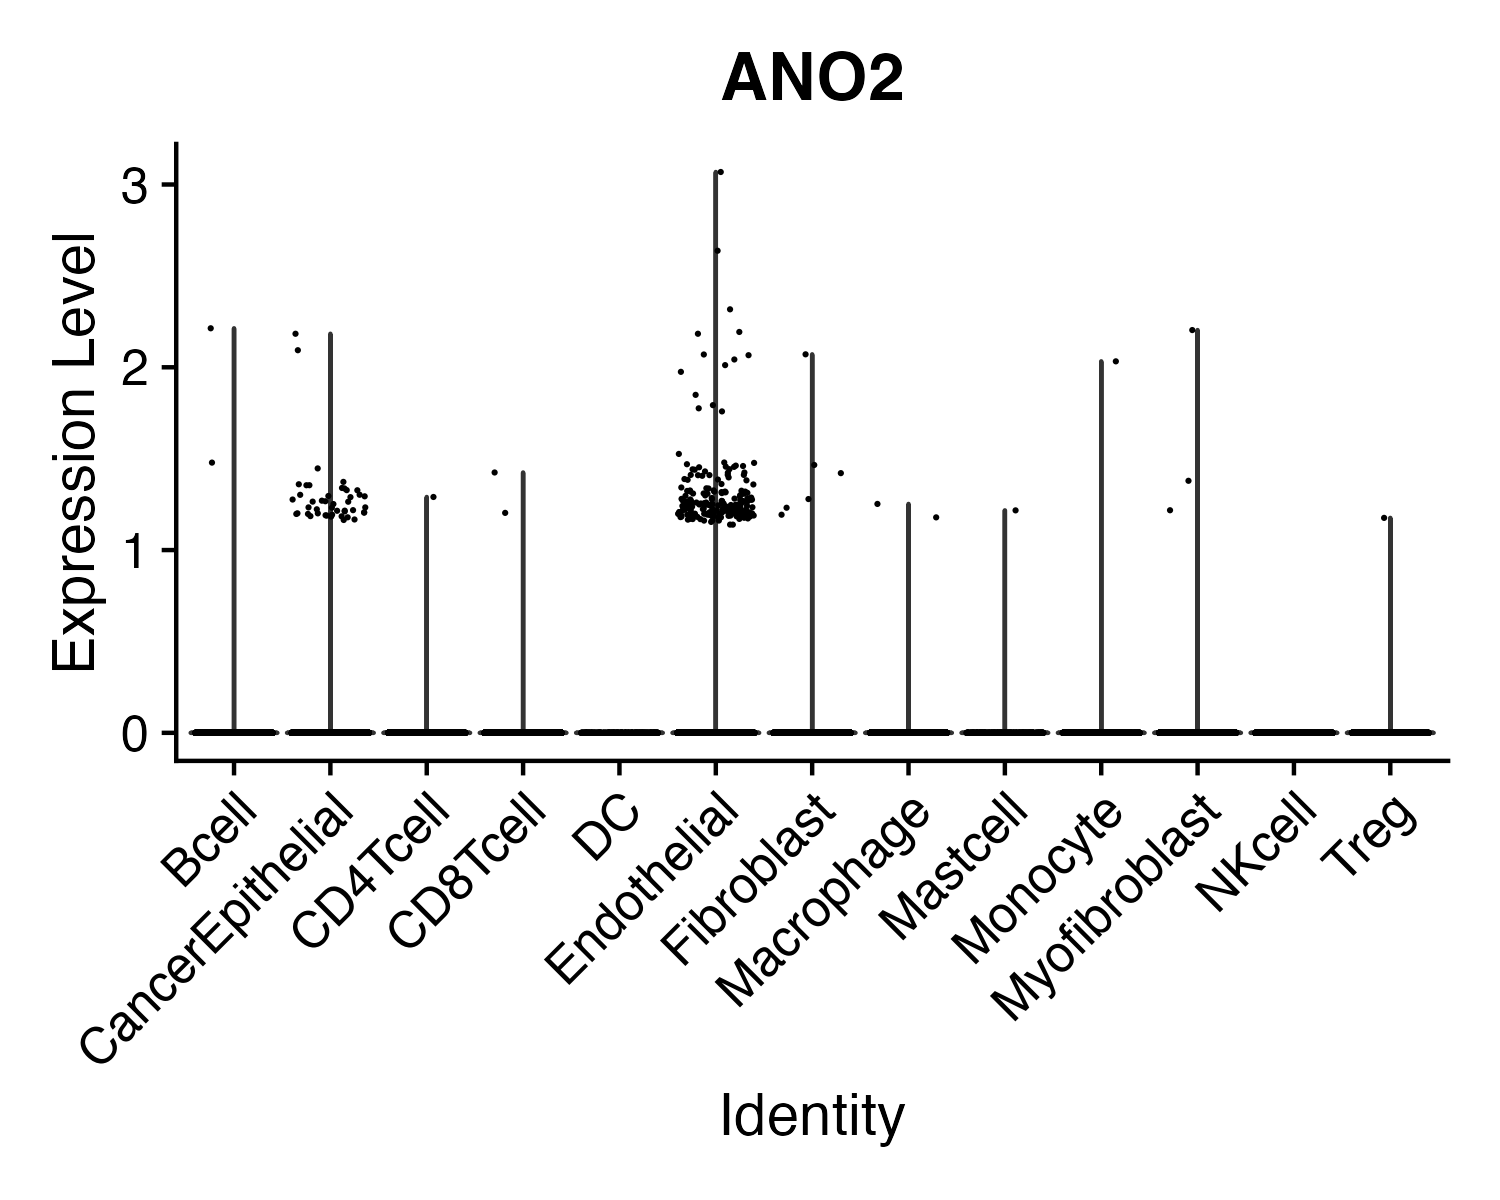 ANO2
Expression Level
3
2
1
0
Bcell
CancerEpithelial
CD4Tcell
CD8Tcell
DC
Endothelial
Fibroblast
Macrophage
Mastcell
Monocyte
Myofibroblast
NKcell
Treg
Identity